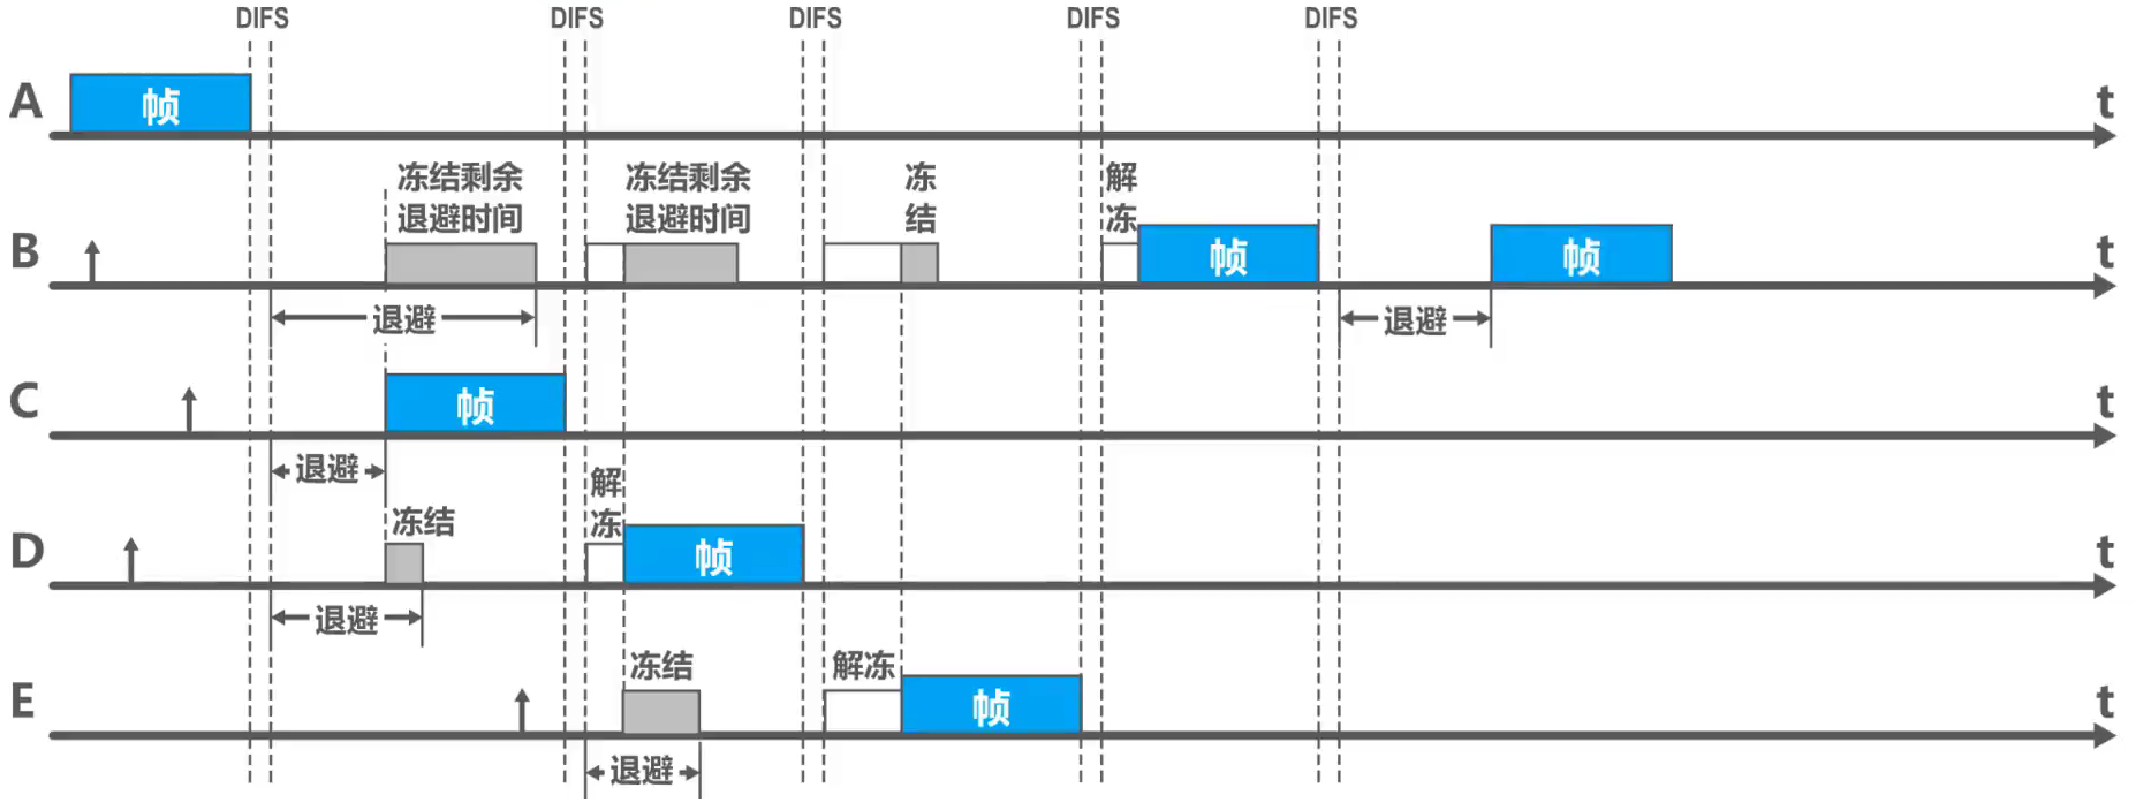 DIFS DIFS DIFS DIFS DIFS
A 帧 t
冻结剩余 冻结剩余 冻 解
退避时间 退避时间 结 冻
B 帧 帧 t
退避 退避
C 帧 t
退避 解
冻结 冻
D 帧 t
退避
冻结 解冻
E 帧 t
退避